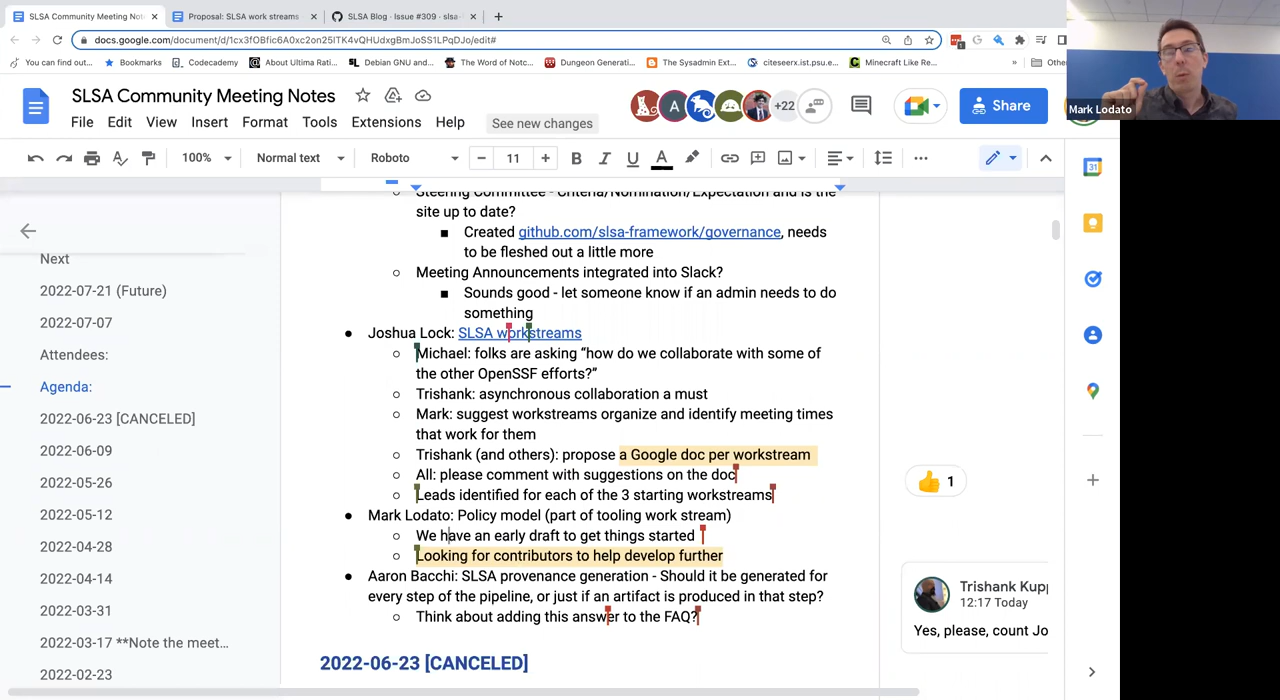 SLSA Community Meeting Not
Proposal: SLSA work streams
SLSA Blog · Issue #309 · slsa-
docs.google.com/document/d/1cx3fOBfic6A0xc2on25ITK4vQHUdxgBmJoSS1LPqDJo/edit#
You can find out...
Bookmarks
Codecademy
About Ultima Rati...
Debian GNU and...
The Word of Note...
Dungeon Generati...
The Sysadmin Ext...
citeseerx.ist.psu.e...
Minecraft Like Re...
»
Othe
Mark Lodato
SLSA Community Meeting Notes
File Edit View Insert Format Tools Ext Help
See new changes
A
+22
Share
100%
Normal text
Roboto
− 11 +
B I U A
Next
2022-07-21 (Future)
2022-07-07
Attendees:
Agenda:
2022-06-23 [CANCELED]
2022-06-09
2022-05-26
2022-05-12
2022-04-28
2022-04-14
2022-03-31
2022-03-17 **Note the meet...
2022-02-23
Steering Committee - Criteria/Nomination/Expectation and is the
site up to date?
Created github.com/slsa-framework/governance, needs
to be fleshed out a little more
Meeting Announcements integrated into Slack?
Sounds good - let someone know if an admin needs to do
something
Joshua Lock: SLSA workstreams
Michael: folks are asking “how do we collaborate with some of
the other OpenSSF efforts?”
Trishank: asynchronous collaboration a must
Mark: suggest workstreams organize and identify meeting times
that work for them
Trishank (and others): propose a Google doc per workstream
All: please comment with suggestions on the doc
Leads identified for each of the 3 starting workstreams
Mark Lodato: Policy model (part of tooling work stream)
We have an early draft to get things started
Looking for contributors to help develop further
Aaron Bacchi: SLSA provenance generation - Should it be generated for
every step of the pipeline, or just if an artifact is produced in that step?
Think about adding this answer to the FAQ?
2022-06-23 [CANCELED]
👍 1
Trishank Kupp
12:17 Today
Yes, please, count Jo